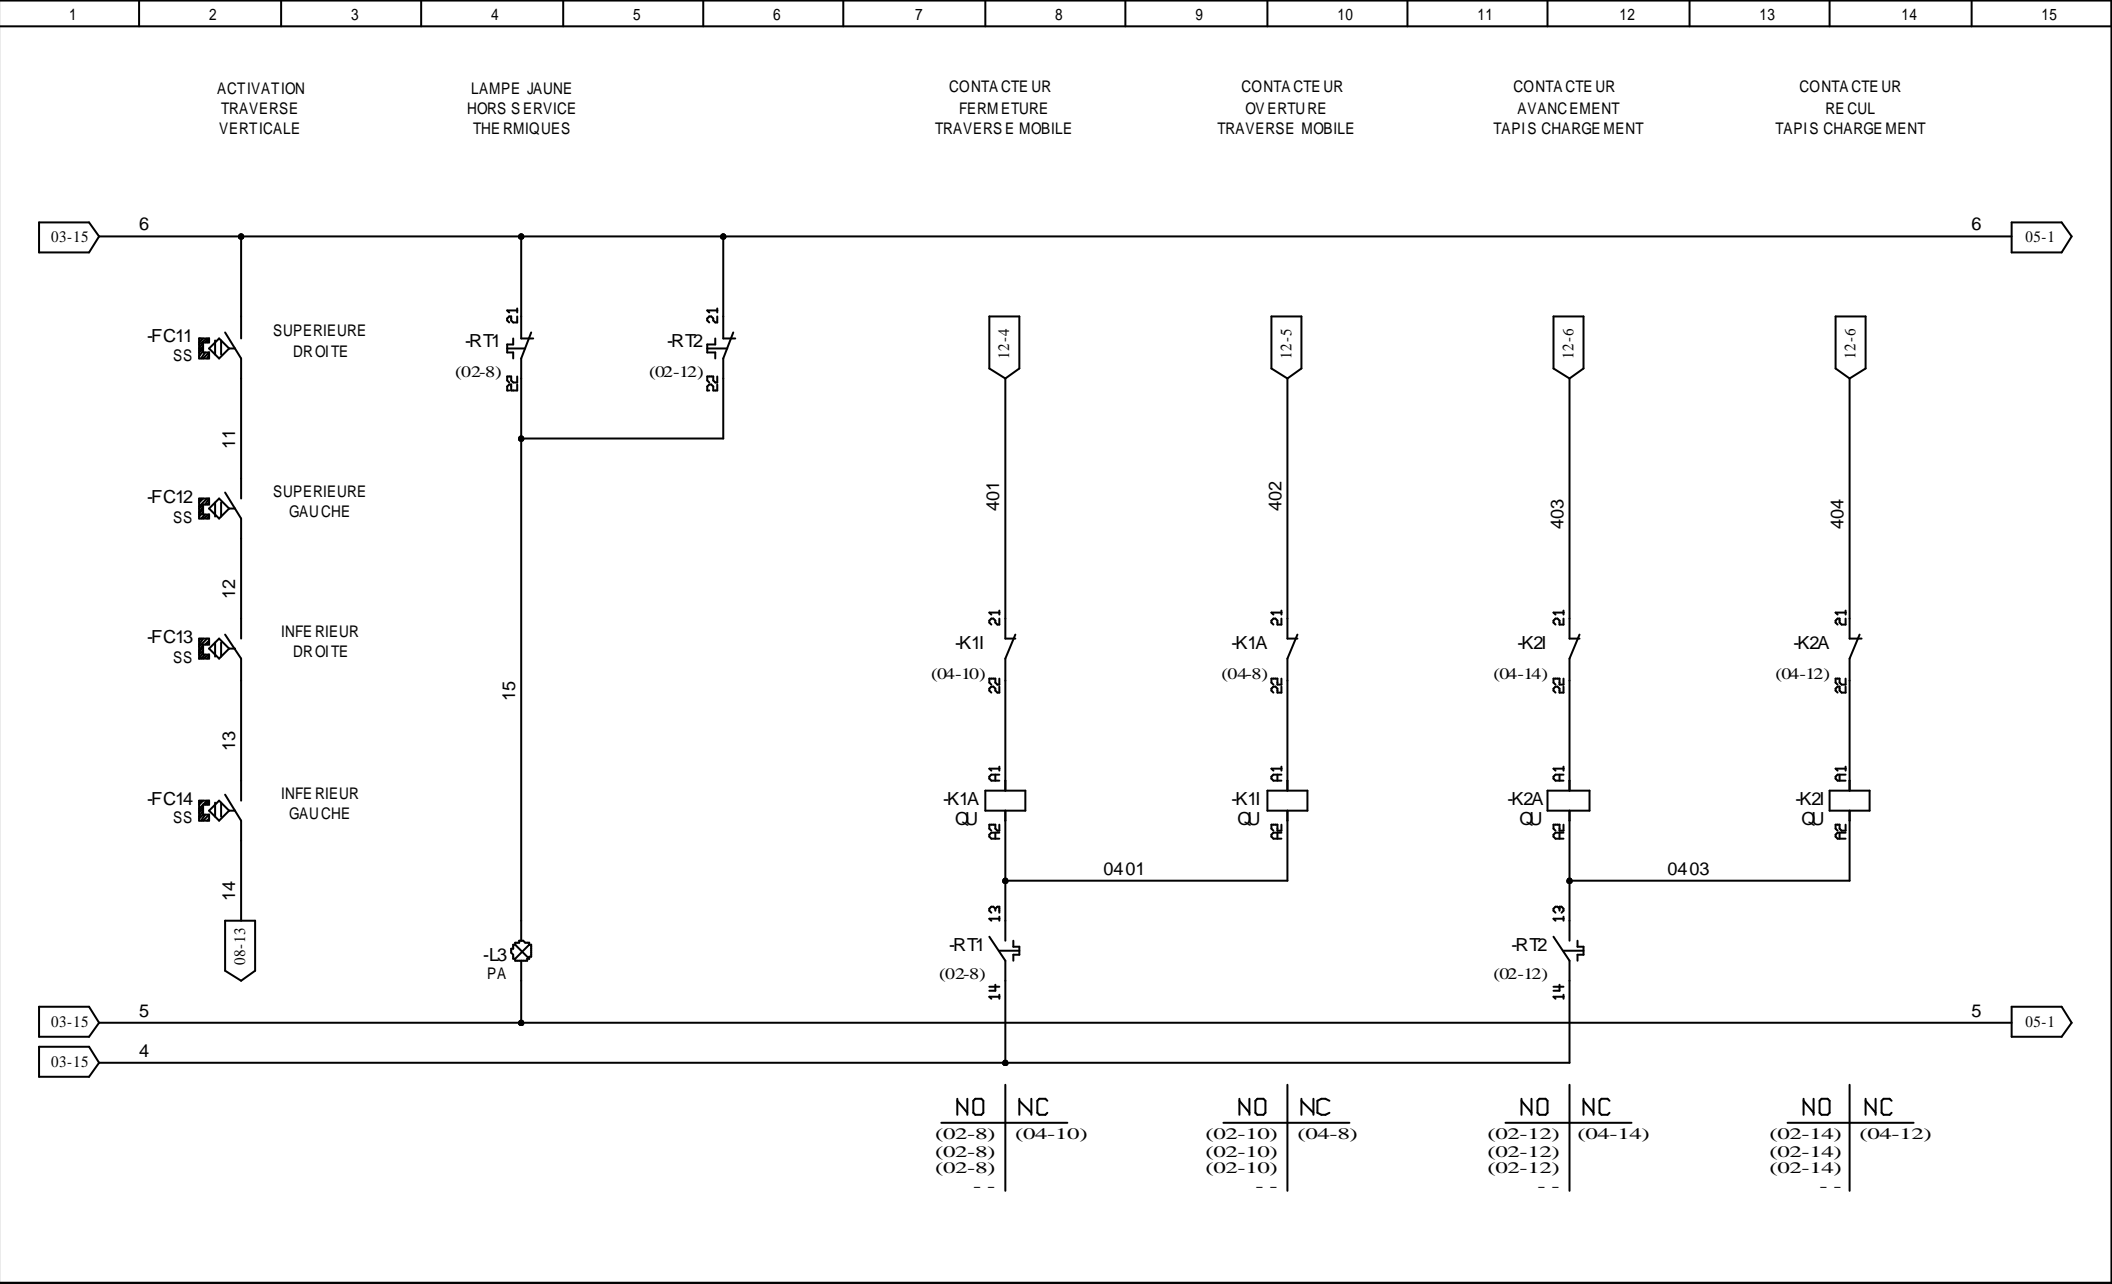 1 2 3 4 5 6 7 8 9 10 11 12 13 14 15
ACTIVATION
TRAVERSE
VERTICALE
LAMPE JAUNE
HORS SERVICE
THERMIQUES
CONTACTEUR
FERMETURE
TRAVERSE MOBILE
CONTACTEUR
OVERTURE
TRAVERSE MOBILE
CONTACTEUR
AVANCEMENT
TAPIS CHARGEMENT
CONTACTEUR
RECUL
TAPIS CHARGEMENT
03-15 6 6 05-1
-FC11
SS
SUPERIEURE
DROITE
11
-FC12
SS
SUPERIEURE
GAUCHE
12
-FC13
SS
INFERIEUR
DROITE
13
-FC14
SS
INFERIEUR
GAUCHE
14
08-13
21
-RT1
(02-8)
22
21
-RT2
(02-12)
22
15
-L3
PA
12-4
401
21
-K1I
(04-10)
22
A1
-K1A
QU
A2
0401
13
-RT1
(02-8)
14
12-5
402
21
-K1A
(04-8)
22
A1
-K1I
QU
A2
12-6
403
21
-K2I
(04-14)
22
A1
-K2A
QU
A2
0403
13
-RT2
(02-12)
14
12-6
404
21
-K2A
(04-12)
22
A1
-K2I
QU
A2
03-15 5 5 05-1
03-15 4
NO NC
(02-8) (04-10)
(02-8)
(02-8)
--
NO NC
(02-10) (04-8)
(02-10)
(02-10)
--
NO NC
(02-12) (04-14)
(02-12)
(02-12)
--
NO NC
(02-14) (04-12)
(02-14)
(02-14)
--